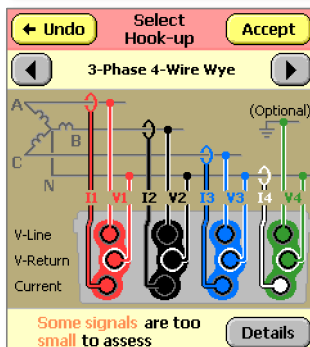 Undo
Select
Hook-up
Accept
3-Phase 4-Wire Wye
A
(Optional)
B
C
N
I1 V1 I2 V2 I3 V3 I4 V4
V-Line
V-Return
Current
Some signals are too
small to assess
Details